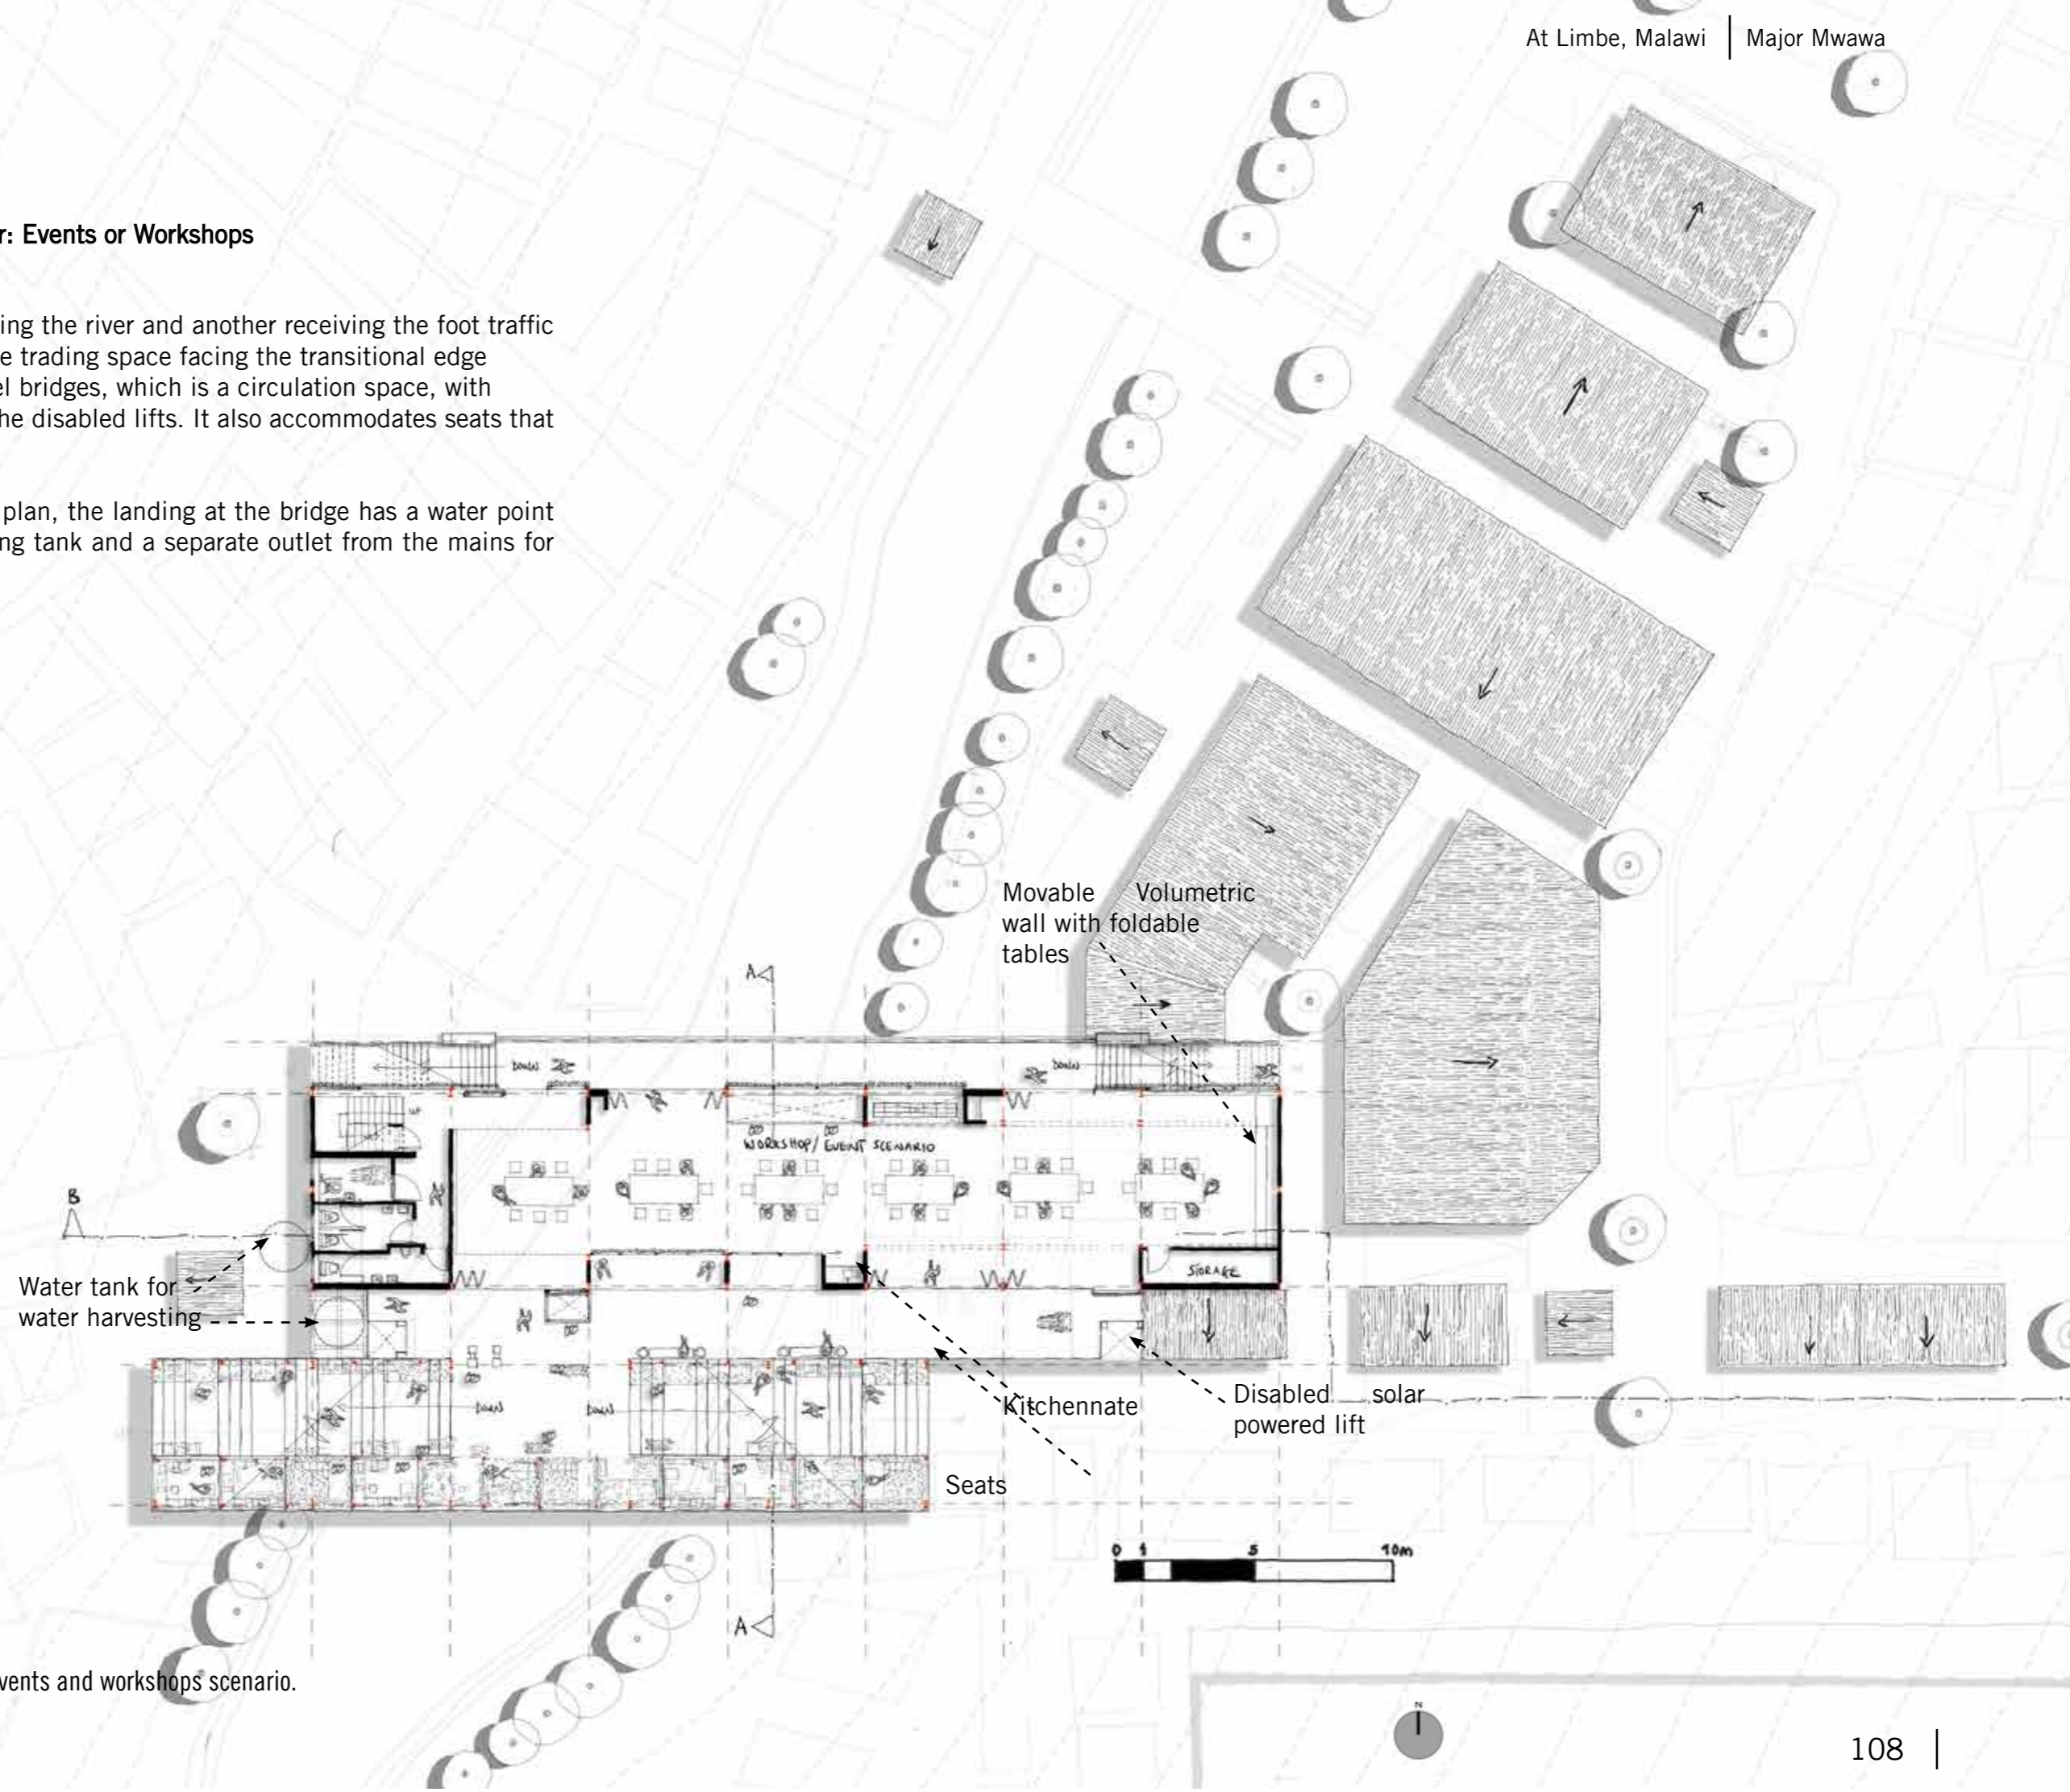 At Limbe, Malawi | Major Mwawa
r: Events or Workshops
ing the river and another receiving the foot traffic
e trading space facing the transitional edge
el bridges, which is a circulation space, with
he disabled lifts. It also accommodates seats that
plan, the landing at the bridge has a water point
ng tank and a separate outlet from the mains for
Movable Volumetric
wall with foldable
tables
A
DOWN
DOWN
UP
WORKSHOP/ EVENT SCENARIO
B
Water tank for
water harvesting
STORAGE
DOWN
DOWN
Kitchennate
Disabled solar
powered lift
Seats
0 1 5 10m
A
vents and workshops scenario.
N
108 |